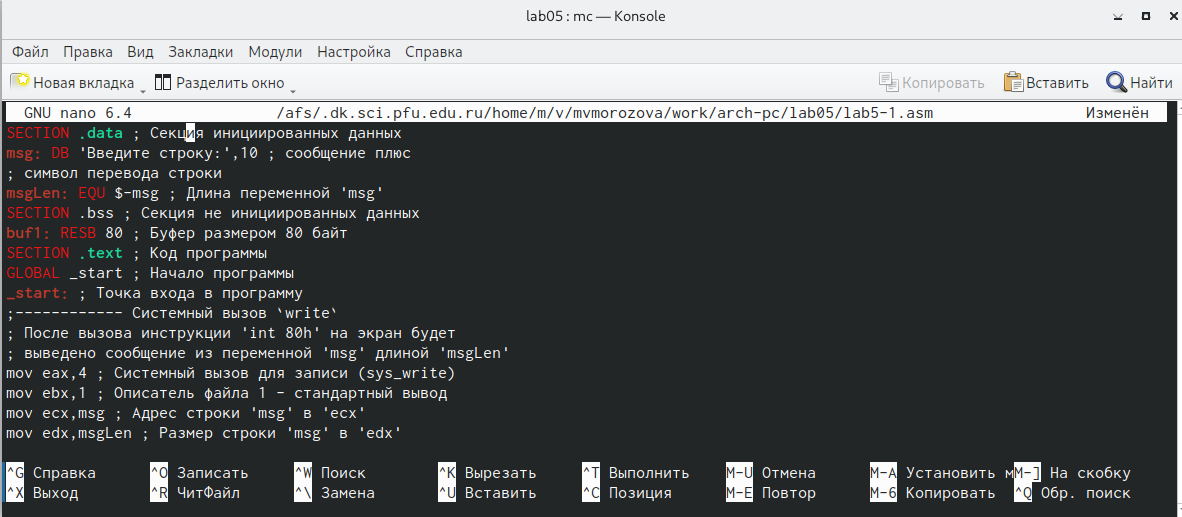 lab05 : mc — Konsole
Файл Правка Вид Закладки Модули Настройка Справка
Новая вкладка Разделить окно Копировать Вставить Найти
GNU nano 6.4 /afs/.dk.sci.pfu.edu.ru/home/m/v/mvmorozova/work/arch-pc/lab05/lab5-1.asm Изменён
SECTION .data ; Секция инициированных данных
msg: DB 'Введите строку:',10 ; сообщение плюс
; символ перевода строки
msgLen: EQU $-msg ; Длина переменной 'msg'
SECTION .bss ; Секция не инициированных данных
buf1: RESB 80 ; Буфер размером 80 байт
SECTION .text ; Код программы
GLOBAL _start ; Начало программы
_start: ; Точка входа в программу
;------------ Системный вызов `write`
; После вызова инструкции 'int 80h' на экран будет
; выведено сообщение из переменной 'msg' длиной 'msgLen'
mov eax,4 ; Системный вызов для записи (sys_write)
mov ebx,1 ; Описатель файла 1 - стандартный вывод
mov ecx,msg ; Адрес строки 'msg' в 'ecx'
mov edx,msgLen ; Размер строки 'msg' в 'edx'
^G Справка ^O Записать ^W Поиск ^K Вырезать ^T Выполнить M-U Отмена M-A Установить м M-] На скобку
^X Выход ^R ЧитФайл ^\ Замена ^U Вставить ^C Позиция M-E Повтор M-6 Копировать ^Q Обр. поиск